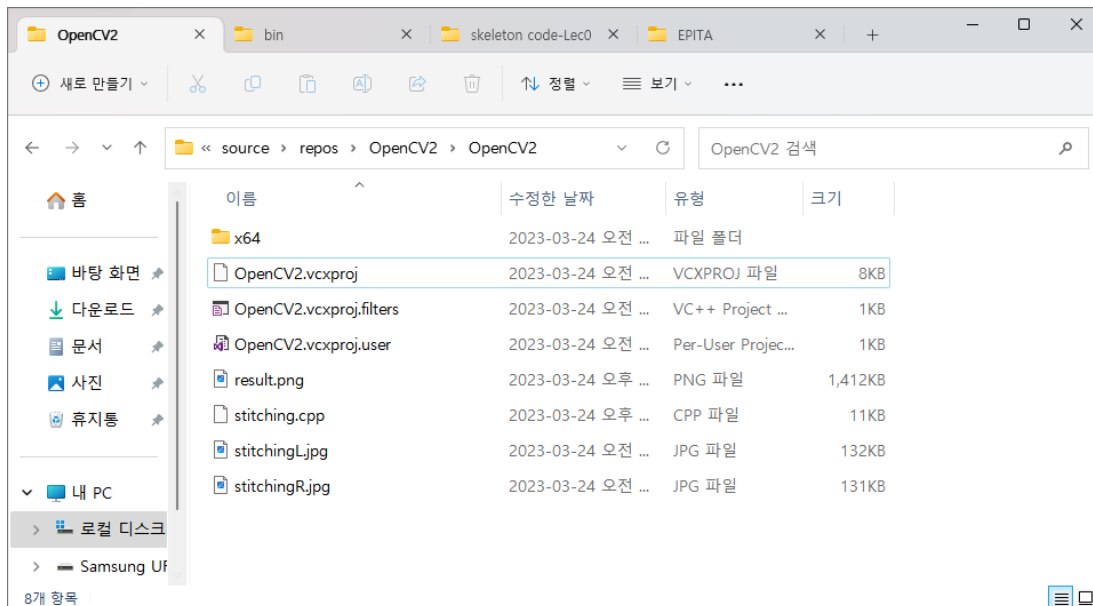 OpenCV2 bin skeleton code-Lec0 EPITA
새로 만들기 정렬 보기 ...
« source > repos > OpenCV2 > OpenCV2 OpenCV2 검색
홈 이름 수정한 날짜 유형 크기
x64 2023-03-24 오전 ... 파일 폴더
바탕 화면 OpenCV2.vcxproj 2023-03-24 오전 ... VCXPROJ 파일 8KB
다운로드 OpenCV2.vcxproj.filters 2023-03-24 오전 ... VC++ Project ... 1KB
문서 OpenCV2.vcxproj.user 2023-03-24 오전 ... Per-User Projec... 1KB
사진 result.png 2023-03-24 오후 ... PNG 파일 1,412KB
휴지통 stitching.cpp 2023-03-24 오후 ... CPP 파일 11KB
stitchingL.jpg 2023-03-24 오전 ... JPG 파일 132KB
내 PC stitchingR.jpg 2023-03-24 오전 ... JPG 파일 131KB
로컬 디스크
Samsung UF
8개 항목